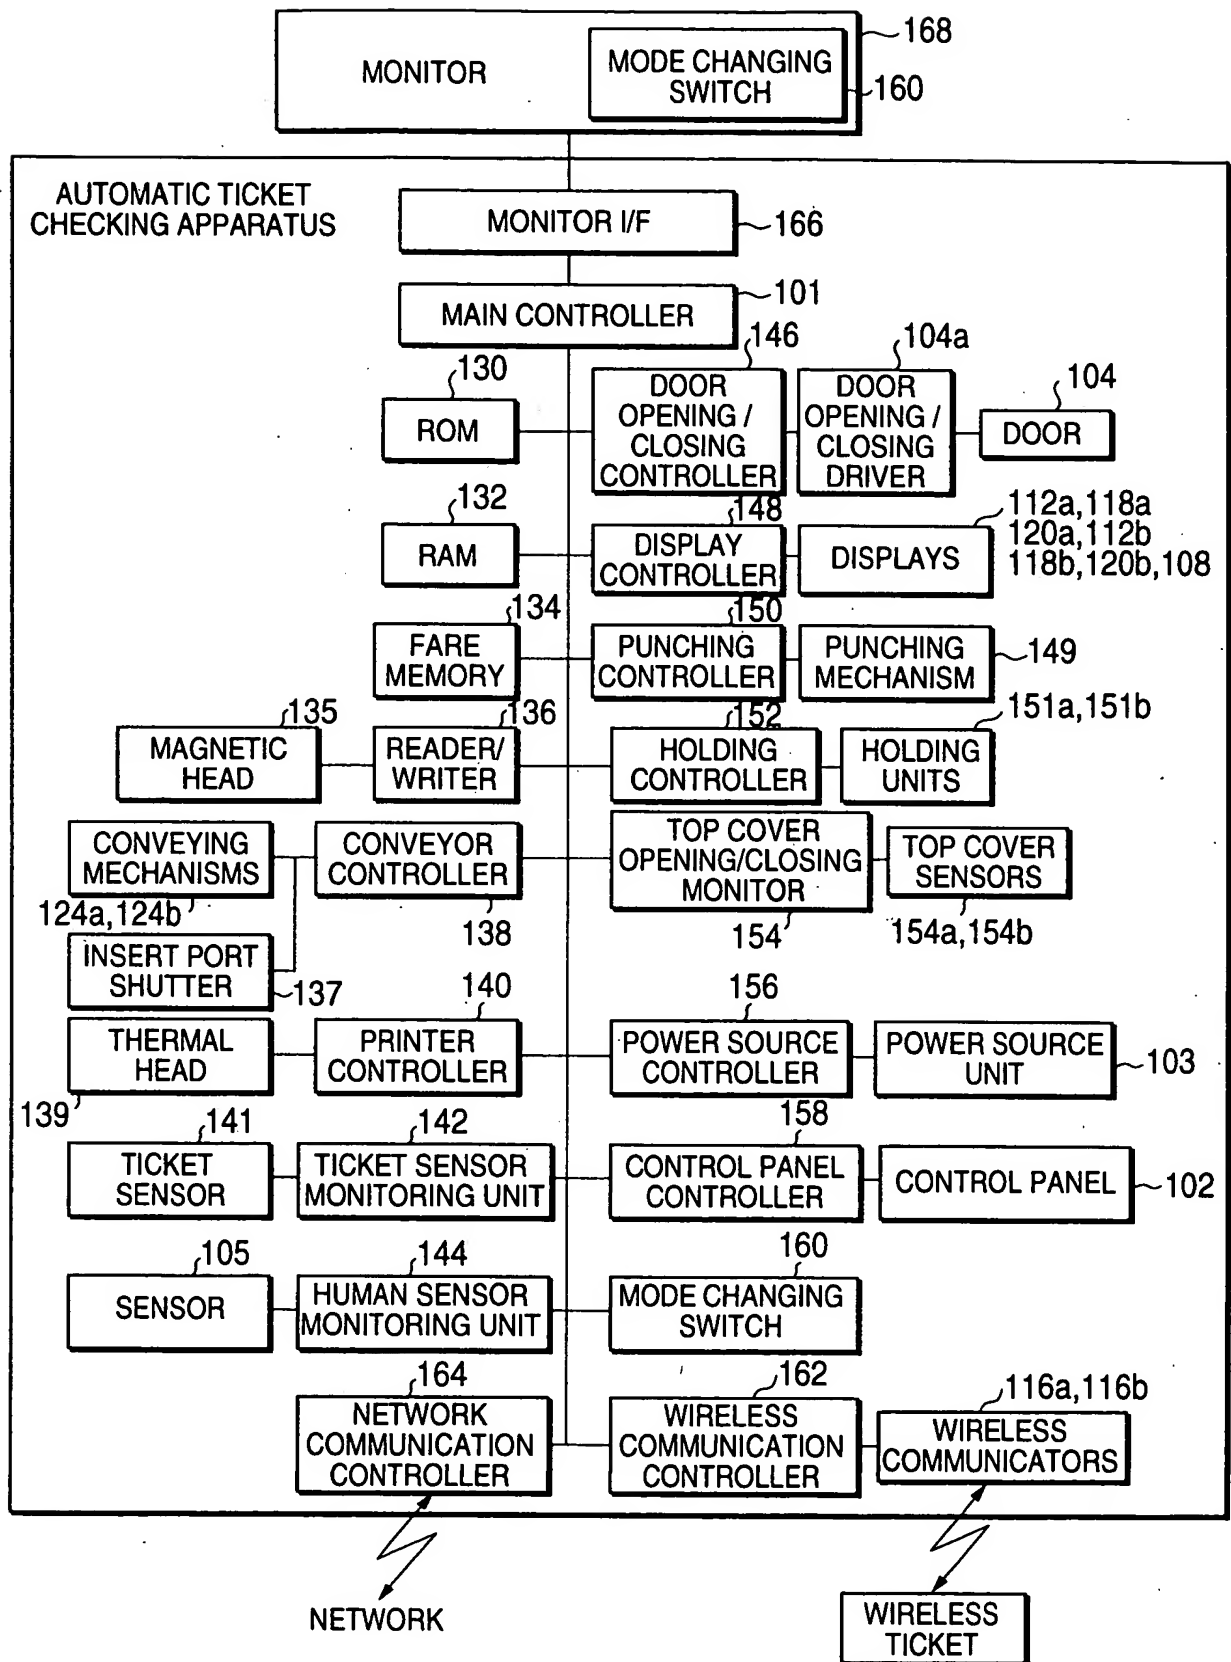 168
MONITOR
MODE CHANGING
SWITCH
160
AUTOMATIC TICKET
CHECKING APPARATUS
MONITOR I/F
166
MAIN CONTROLLER
101
130
ROM
146
DOOR
OPENING /
CLOSING
CONTROLLER
104a
DOOR
OPENING /
CLOSING
DRIVER
104
DOOR
132
RAM
148
DISPLAY
CONTROLLER
DISPLAYS
112a,118a
120a,112b
118b,120b,108
134
FARE
MEMORY
150
PUNCHING
CONTROLLER
PUNCHING
MECHANISM
149
135
MAGNETIC
HEAD
136
READER/
WRITER
152
HOLDING
CONTROLLER
151a,151b
HOLDING
UNITS
CONVEYING
MECHANISMS
124a,124b
CONVEYOR
CONTROLLER
138
TOP COVER
OPENING/CLOSING
MONITOR
154
TOP COVER
SENSORS
154a,154b
INSERT PORT
SHUTTER
137
THERMAL
HEAD
139
140
PRINTER
CONTROLLER
156
POWER SOURCE
CONTROLLER
POWER SOURCE
UNIT
103
141
TICKET
SENSOR
142
TICKET SENSOR
MONITORING UNIT
158
CONTROL PANEL
CONTROLLER
CONTROL PANEL
102
105
SENSOR
144
HUMAN SENSOR
MONITORING UNIT
160
MODE CHANGING
SWITCH
164
NETWORK
COMMUNICATION
CONTROLLER
162
WIRELESS
COMMUNICATION
CONTROLLER
116a,116b
WIRELESS
COMMUNICATORS
NETWORK
WIRELESS
TICKET